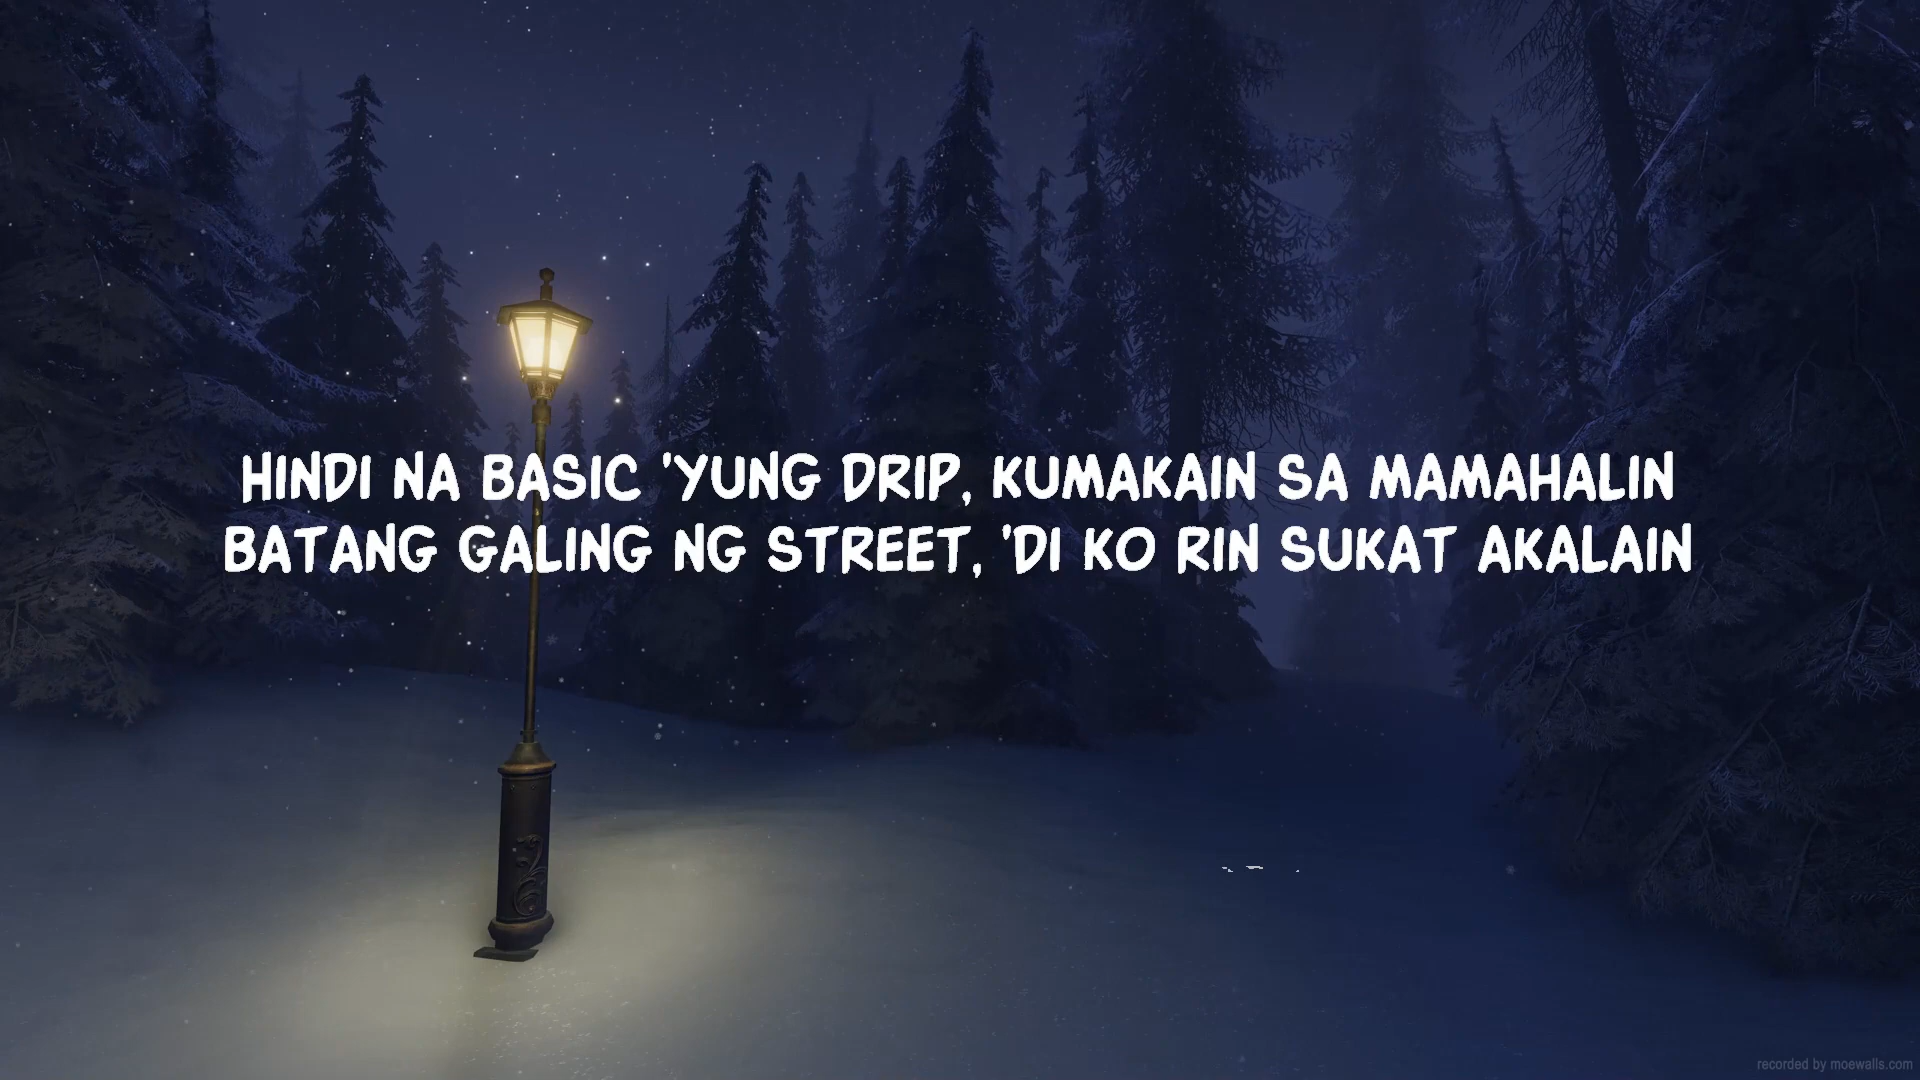 HINDI NA BASIC 'YUNG DRIP, KUMAKAIN SA MAMAHALIN
BATANG GALING NG STREET, 'DI KO RIN SUKAT AKALAIN
recorded by moewalls.com